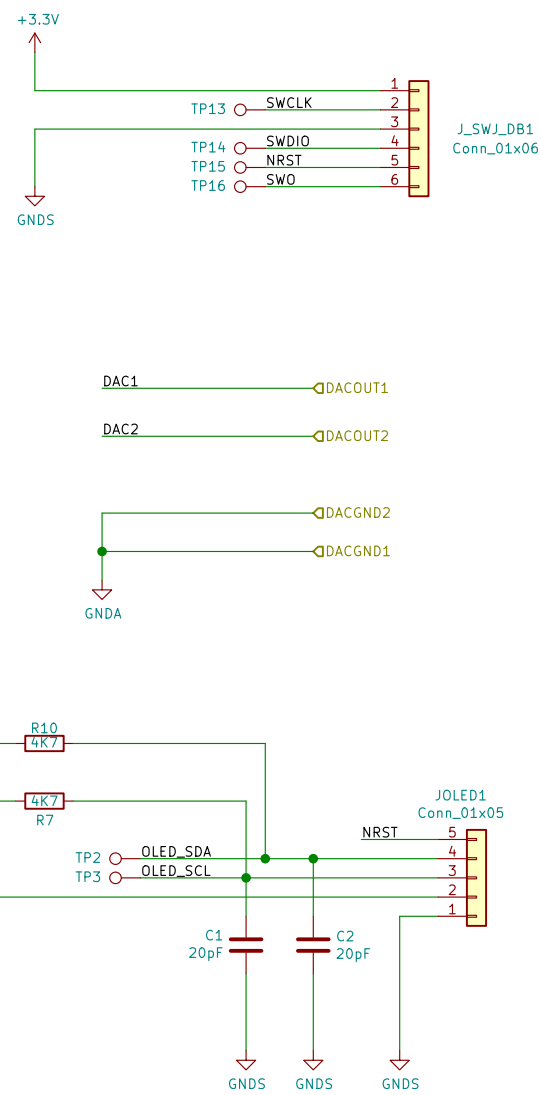 +3.3V
1
TP13 SWCLK 2
3
J_SWJ_DB1
Conn_01x06
TP14 SWDIO 4
TP15 NRST 5
TP16 SWO 6
GNDS
DAC1 DACOUT1
DAC2 DACOUT2
DACGND2
DACGND1
GNDA
R10
4K7
4K7
R7
JOLED1
Conn_01x05
NRST 5
TP2 OLED_SDA 4
TP3 OLED_SCL 3
2
1
C1
20pF
C2
20pF
GNDS GNDS GNDS